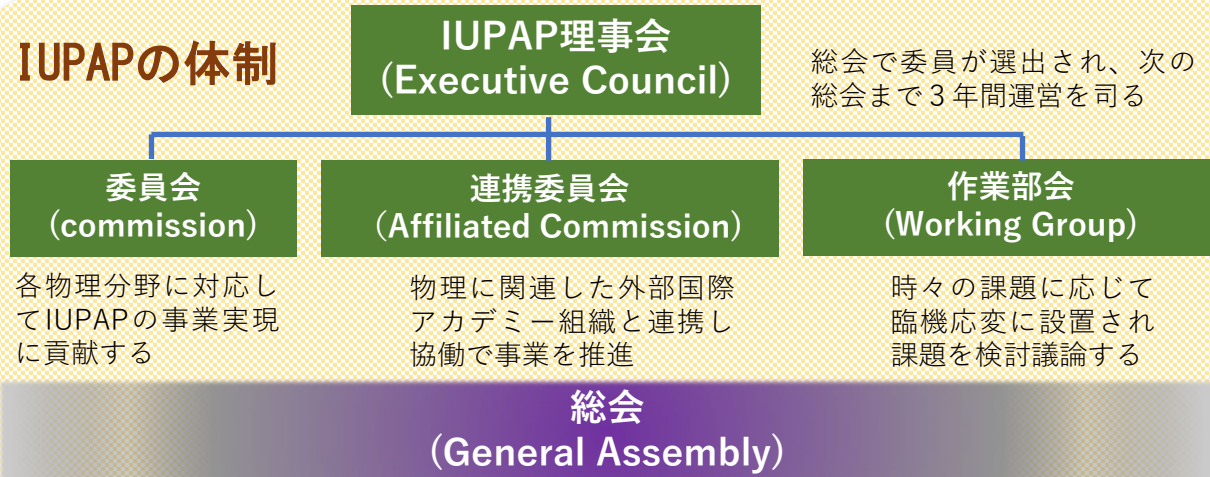 IUPAPの体制
IUPAP理事会
(Executive Council)
総会で委員が選出され、次の
総会まで３年間運営を司る
委員会
(commission)
連携委員会
(Affiliated Commission)
作業部会
(Working Group)
各物理分野に対応し
てIUPAPの事業実現
に貢献する
物理に関連した外部国際
アカデミー組織と連携し
協働で事業を推進
時々の課題に応じて
臨機応変に設置され
課題を検討議論する
総会
(General Assembly)